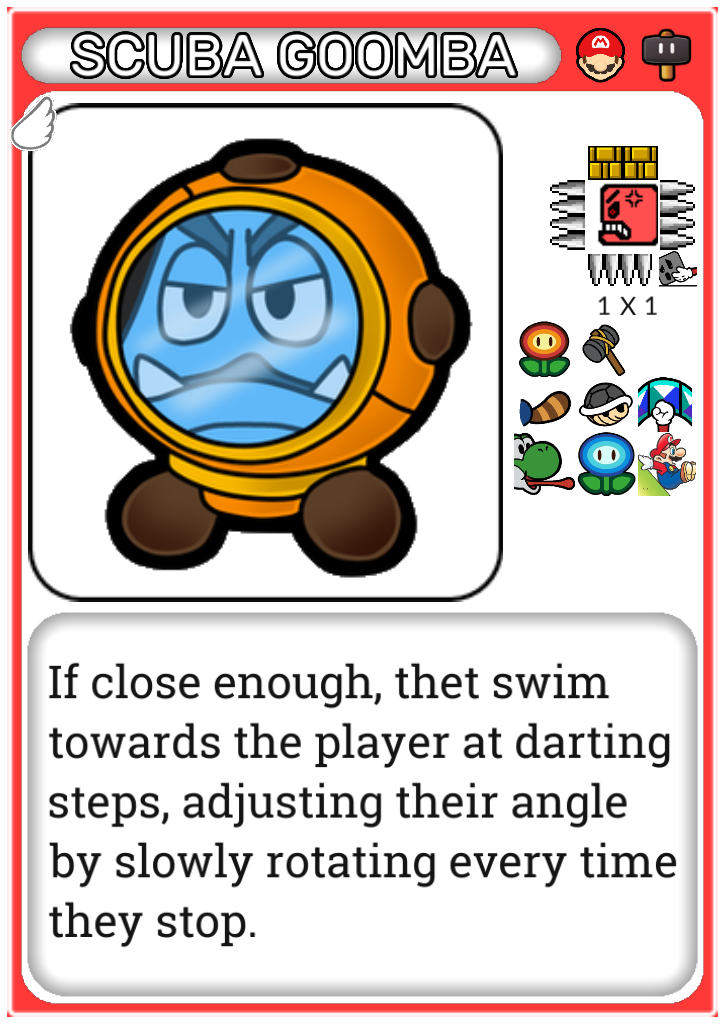 SCUBA GOOMBA
1 X 1
If close enough, thet swim
towards the player at darting
steps, adjusting their angle
by slowly rotating every time
they stop.